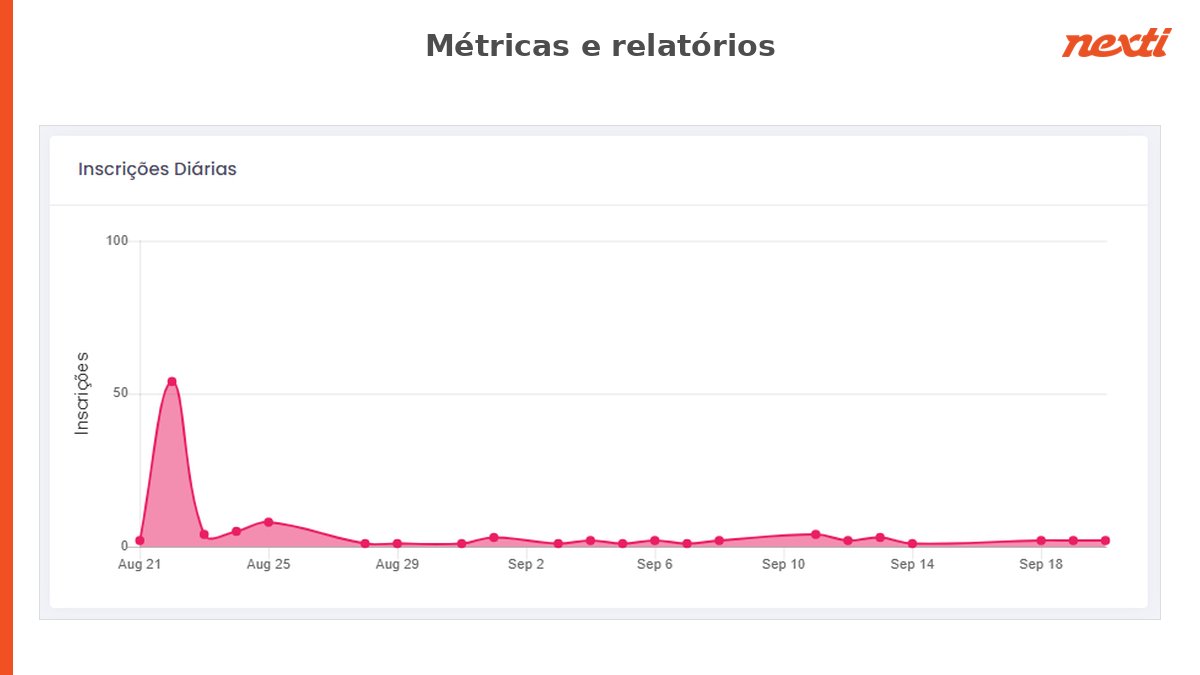 Métricas e relatórios
nexti
Inscrições Diárias
Inscrições
100
50
0
Aug 21
Aug 25
Aug 29
Sep 2
Sep 6
Sep 10
Sep 14
Sep 18